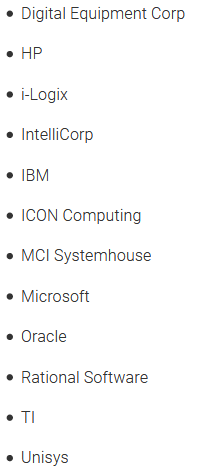 Digital Equipment Corp
HP
i-Logix
IntelliCorp
IBM
ICON Computing
MCI Systemhouse
Microsoft
Oracle
Rational Software
TI
Unisys